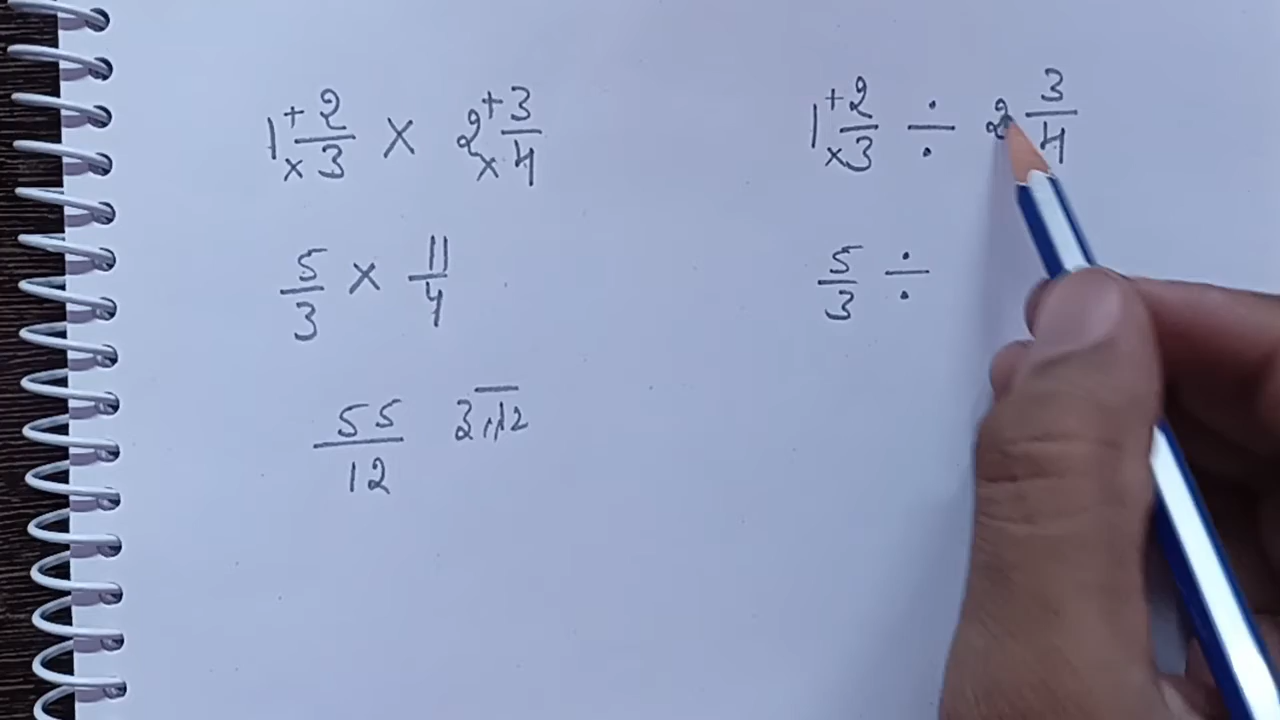 1 + 2/3 × 2 + 3/4
×       ×
5/3 × 11/4
55/12 3,12
1 + 2/3 ÷ 2 3/4
×
5/3 ÷